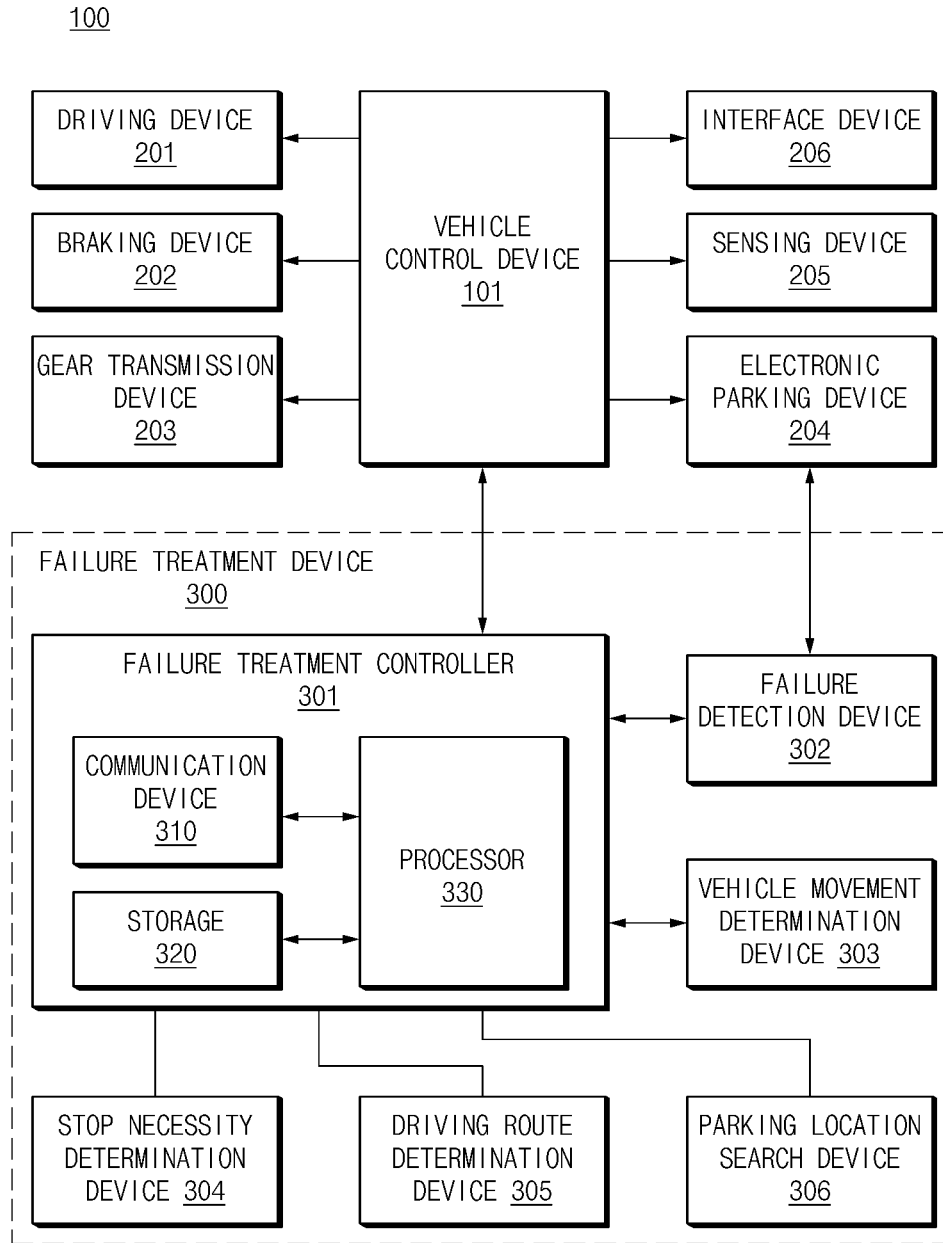 100
DRIVING DEVICE
201
BRAKING DEVICE
202
GEAR TRANSMISSION
DEVICE
203
VEHICLE
CONTROL DEVICE
101
INTERFACE DEVICE
206
SENSING DEVICE
205
ELECTRONIC
PARKING DEVICE
204
FAILURE TREATMENT DEVICE
300
FAILURE TREATMENT CONTROLLER
301
COMMUNICATION
DEVICE
310
STORAGE
320
PROCESSOR
330
FAILURE
DETECTION DEVICE
302
VEHICLE MOVEMENT
DETERMINATION
DEVICE 303
STOP NECESSITY
DETERMINATION
DEVICE 304
DRIVING ROUTE
DETERMINATION
DEVICE 305
PARKING LOCATION
SEARCH DEVICE
306